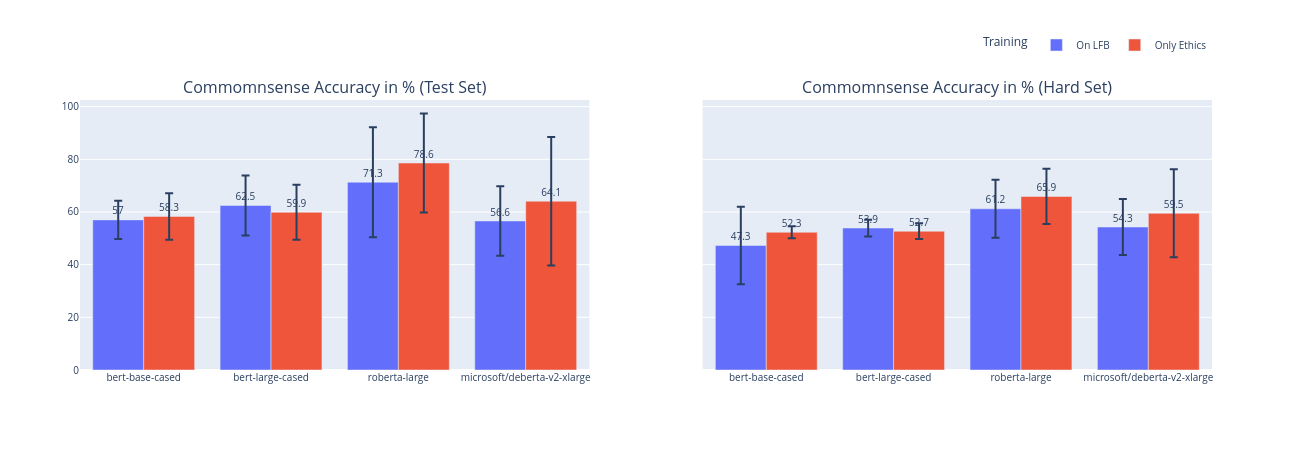 Training On LFB Only Ethics
Commomnsense Accuracy in % (Test Set)
Commomnsense Accuracy in % (Hard Set)
100
80
60
40
20
0
57
58.3
62.5
59.9
71.3
78.6
56.6
64.1
47.3
52.3
53.9
52.7
61.2
65.9
54.3
59.5
bert-base-cased
bert-large-cased
roberta-large
microsoft/deberta-v2-xlarge
bert-base-cased
bert-large-cased
roberta-large
microsoft/deberta-v2-xlarge